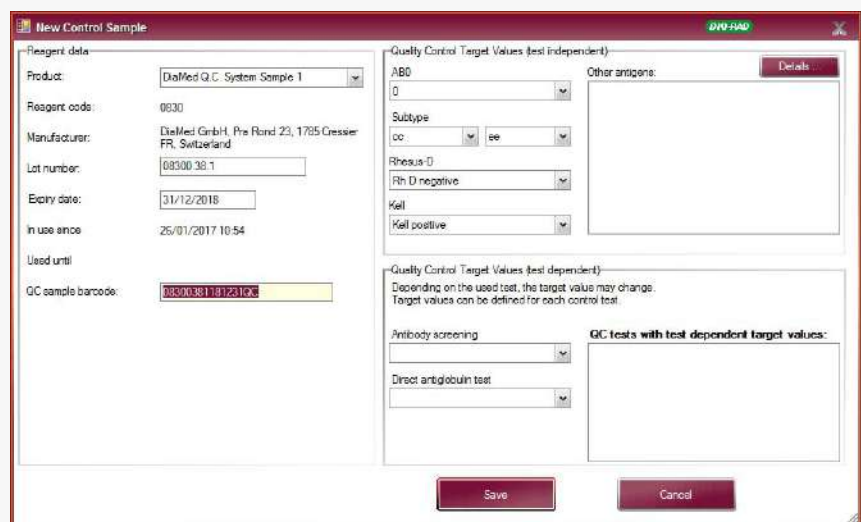 New Control Sample
BIO-RAD
Reagent data
Product:
DiaMed Q.C. System Sample 1
Reagent code:
0830
Manufacturer:
DiaMed GmbH, Pra Rond 23, 1785 Cressier
FR, Switzerland
Lot number:
08300.38.1
Expiry date:
31/12/2018
In use since
26/01/2017 10:54
Used until
QC sample barcode:
08300381181231QC
Quality Control Target Values (test independent)
AB0
0
Subtype
cc
ee
Rhesus-D
Rh D negative
Kell
Kell positive
Other antigens:
Details...
Quality Control Target Values (test dependent)
Depending on the used test, the target value may change.
Target values can be defined for each control test.
Antibody screening
Direct antiglobulin test
QC tests with test dependent target values:
Save
Cancel